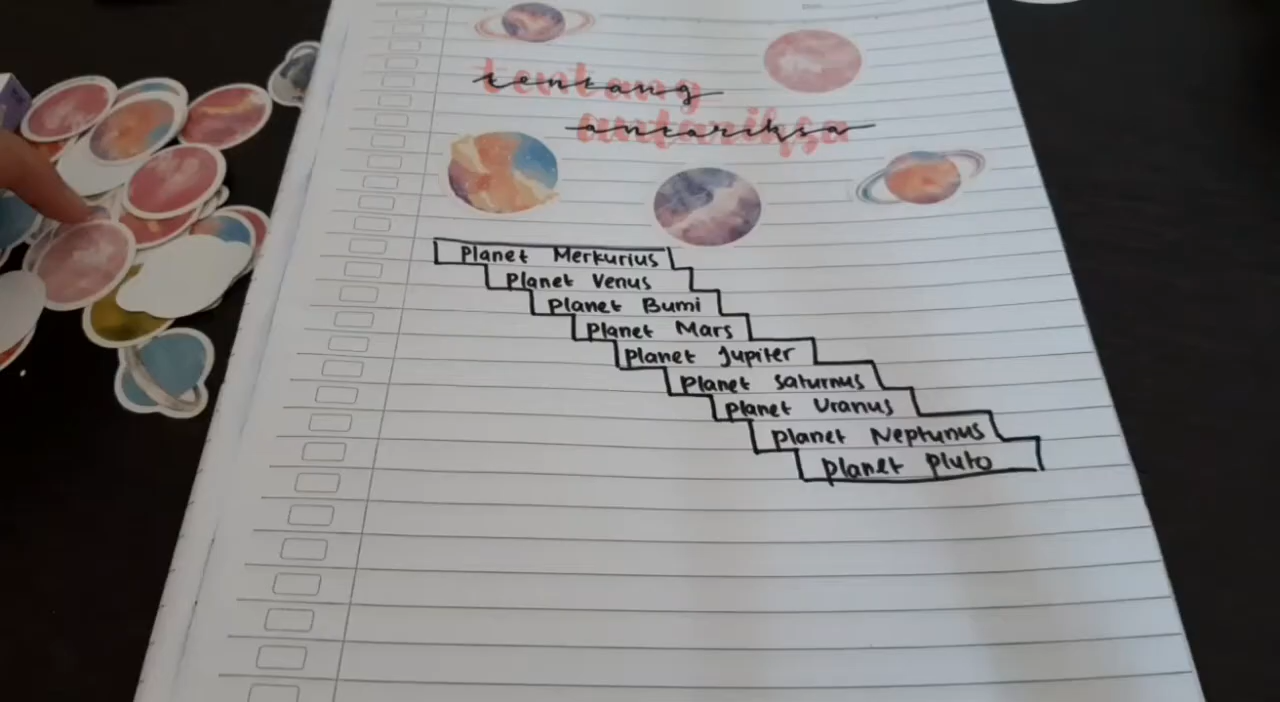 tentang
antariksa
Planet Merkurius
Planet Venus
Planet Bumi
Planet Mars
Planet Jupiter
Planet Saturnus
Planet Uranus
Planet Neptunus
Planet Pluto